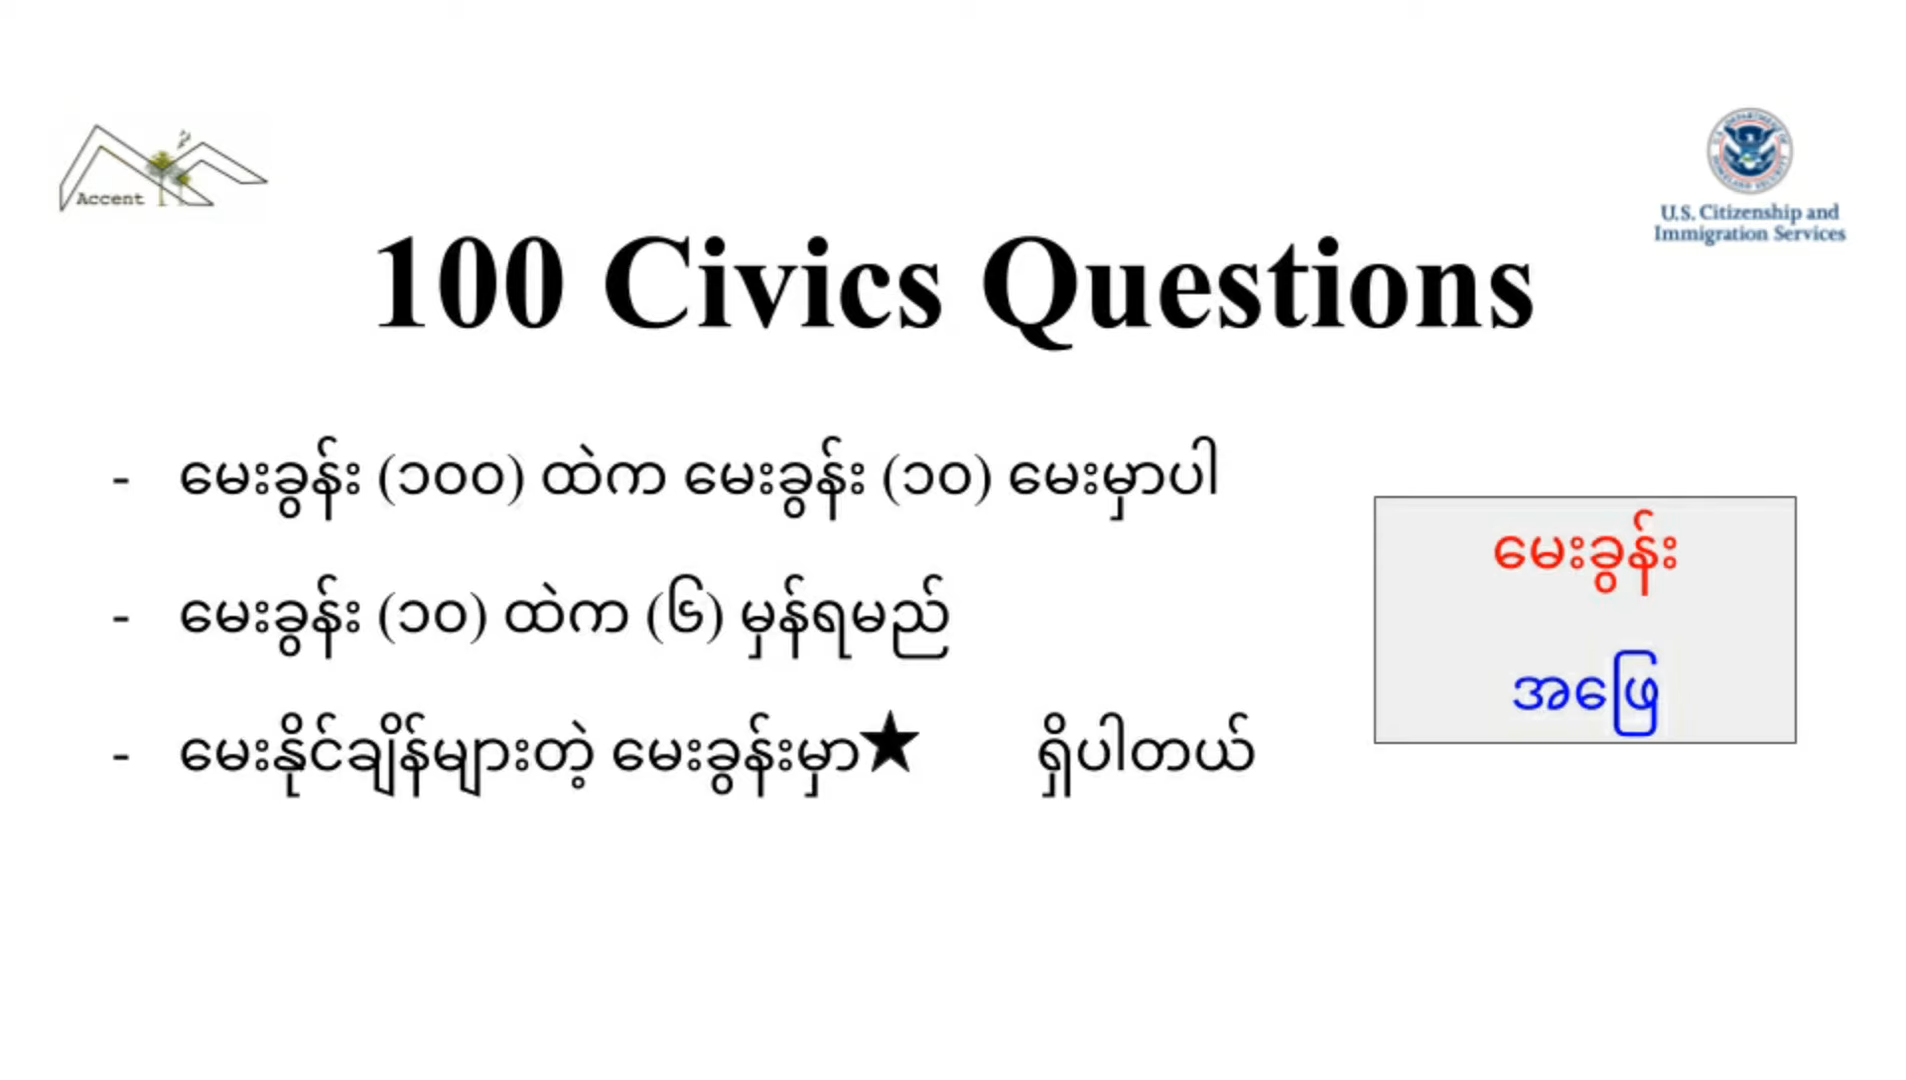 Accent
U.S. Citizenship and
Immigration Services
100 Civics Questions
- မေးခွန်း (၁၀၀) ထဲက မေးခွန်း (၁၀) မေးမှာပါ
- မေးခွန်း (၁၀) ထဲက (၆) မှန်ရမည်
- မေးနိုင်ချိန်များတဲ့ မေးခွန်းမှာ★ ရှိပါတယ်
မေးခွန်း
အဖြေ